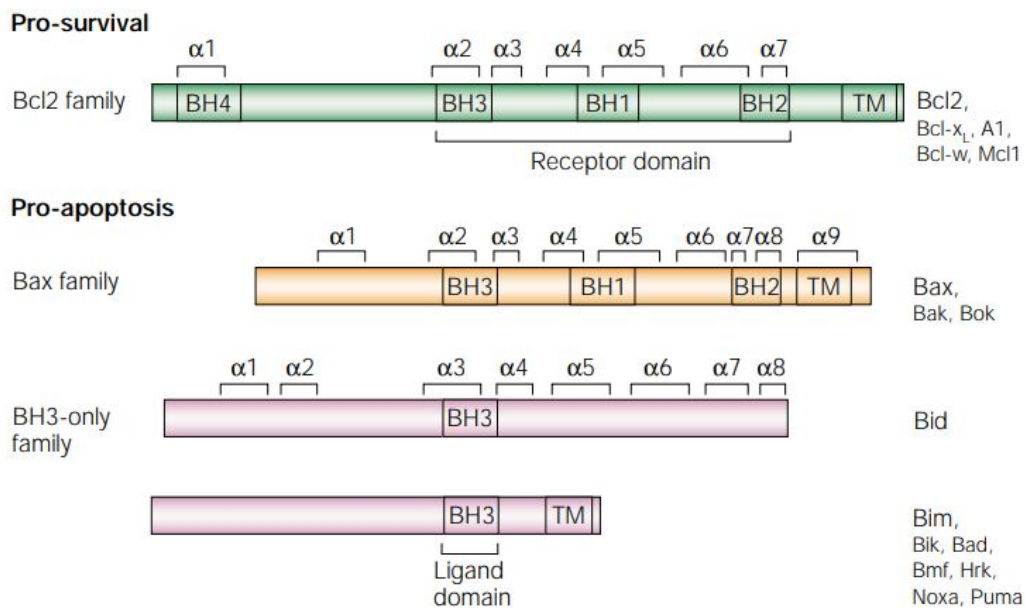 Pro-survival
α1 α2 α3 α4 α5 α6 α7
Bcl2 family BH4 BH3 BH1 BH2 TM Bcl2,
Bcl-xL, A1,
Bcl-w, Mcl1
Receptor domain
Pro-apoptosis
α1 α2 α3 α4 α5 α6 α7 α8 α9
Bax family BH3 BH1 BH2 TM Bax,
Bak, Bok
α1 α2 α3 α4 α5 α6 α7 α8
BH3-only
family
BH3 Bid
BH3 TM Bim,
Bik, Bad,
Bmf, Hrk,
Noxa, Puma
Ligand
domain